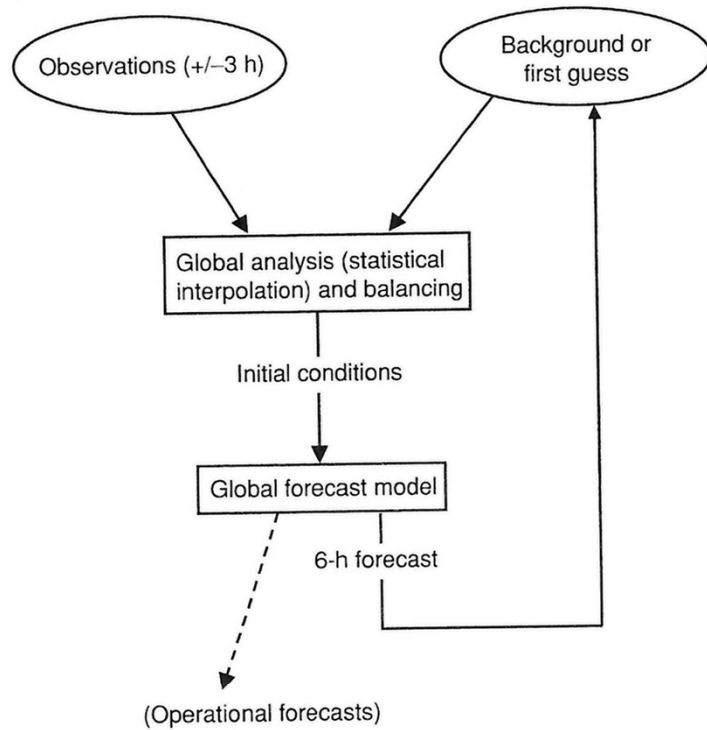 Observations (+/–3 h)
Background or
first guess
Global analysis (statistical
interpolation) and balancing
Initial conditions
Global forecast model
6-h forecast
(Operational forecasts)